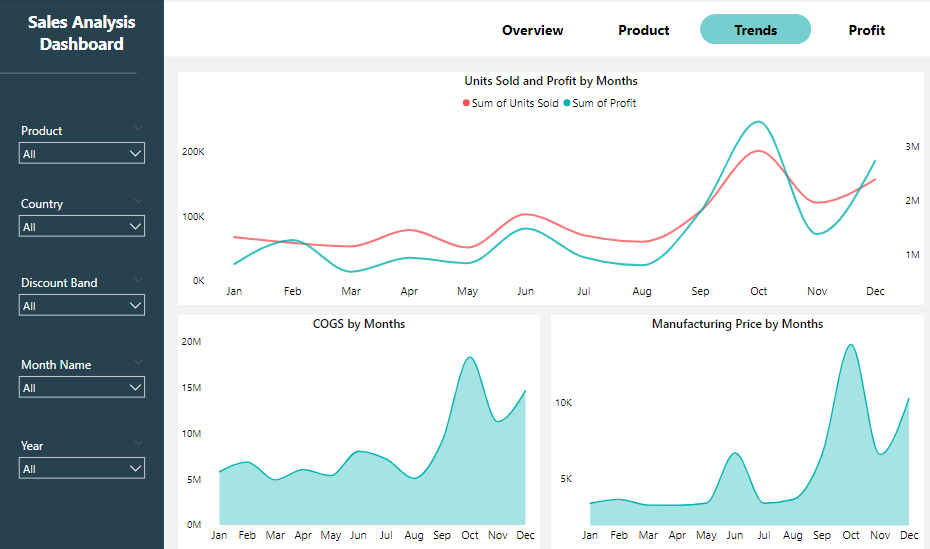 Sales Analysis
Dashboard
Overview Product Trends Profit
Product
All
Country
All
Discount Band
All
Month Name
All
Year
All
Units Sold and Profit by Months
Sum of Units Sold Sum of Profit
200K
100K
0K
3M
2M
1M
Jan Feb Mar Apr May Jun Jul Aug Sep Oct Nov Dec
COGS by Months
20M
15M
10M
5M
0M
Jan Feb Mar Apr May Jun Jul Aug Sep Oct Nov Dec
Manufacturing Price by Months
10K
5K
Jan Feb Mar Apr May Jun Jul Aug Sep Oct Nov Dec